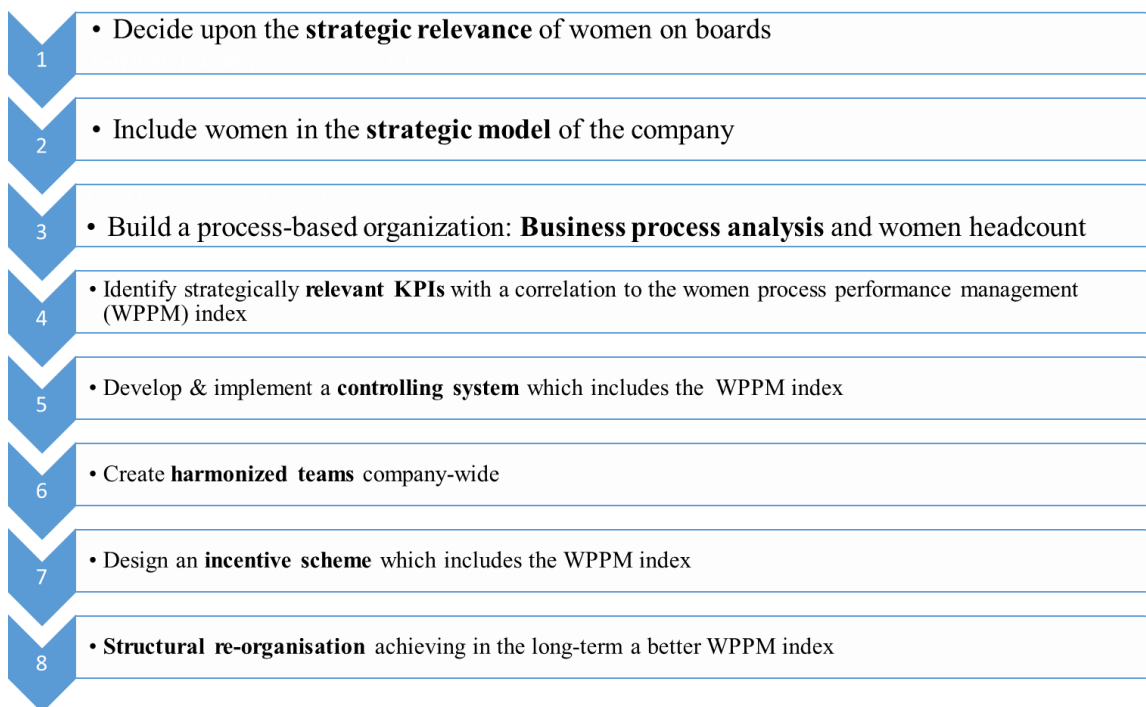 1
• Decide upon the strategic relevance of women on boards
2
• Include women in the strategic model of the company
3
• Build a process-based organization: Business process analysis and women headcount
4
• Identify strategically relevant KPIs with a correlation to the women process performance management
(WPPM) index
5
• Develop & implement a controlling system which includes the WPPM index
6
• Create harmonized teams company-wide
7
• Design an incentive scheme which includes the WPPM index
8
• Structural re-organisation achieving in the long-term a better WPPM index